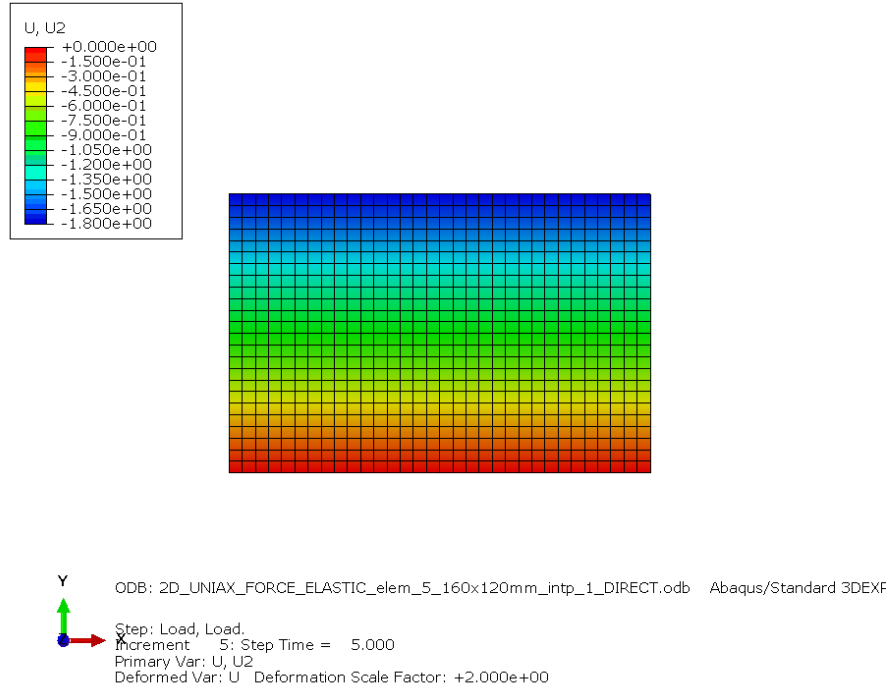 U, U2
+0.000e+00
-1.500e-01
-3.000e-01
-4.500e-01
-6.000e-01
-7.500e-01
-9.000e-01
-1.050e+00
-1.200e+00
-1.350e+00
-1.500e+00
-1.650e+00
-1.800e+00
Y
X
ODB: 2D_UNIAX_FORCE_ELASTIC_elem_5_160x120mm_intp_1_DIRECT.odb Abaqus/Standard
Step: Load, Load.
Increment 5: Step Time = 5.000
Primary Var: U, U2
Deformed Var: U Deformation Scale Factor: +2.000e+00